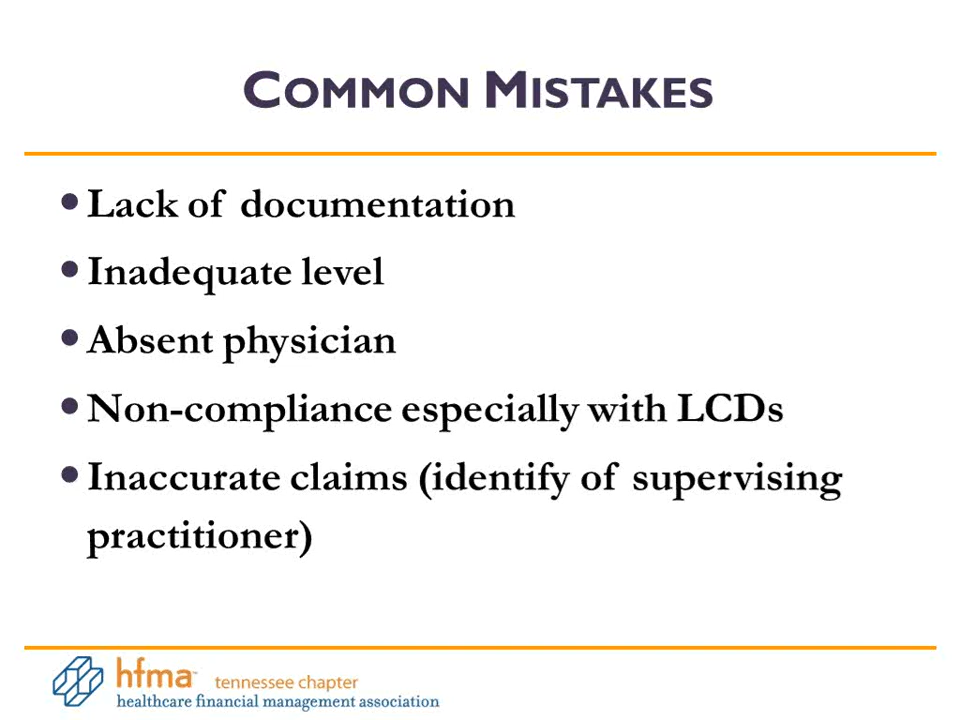 COMMON MISTAKES
• Lack of documentation
• Inadequate level
• Absent physician
• Non-compliance especially with LCDs
• Inaccurate claims (identify of supervising
practitioner)
hfma™ tennessee chapter
healthcare financial management association